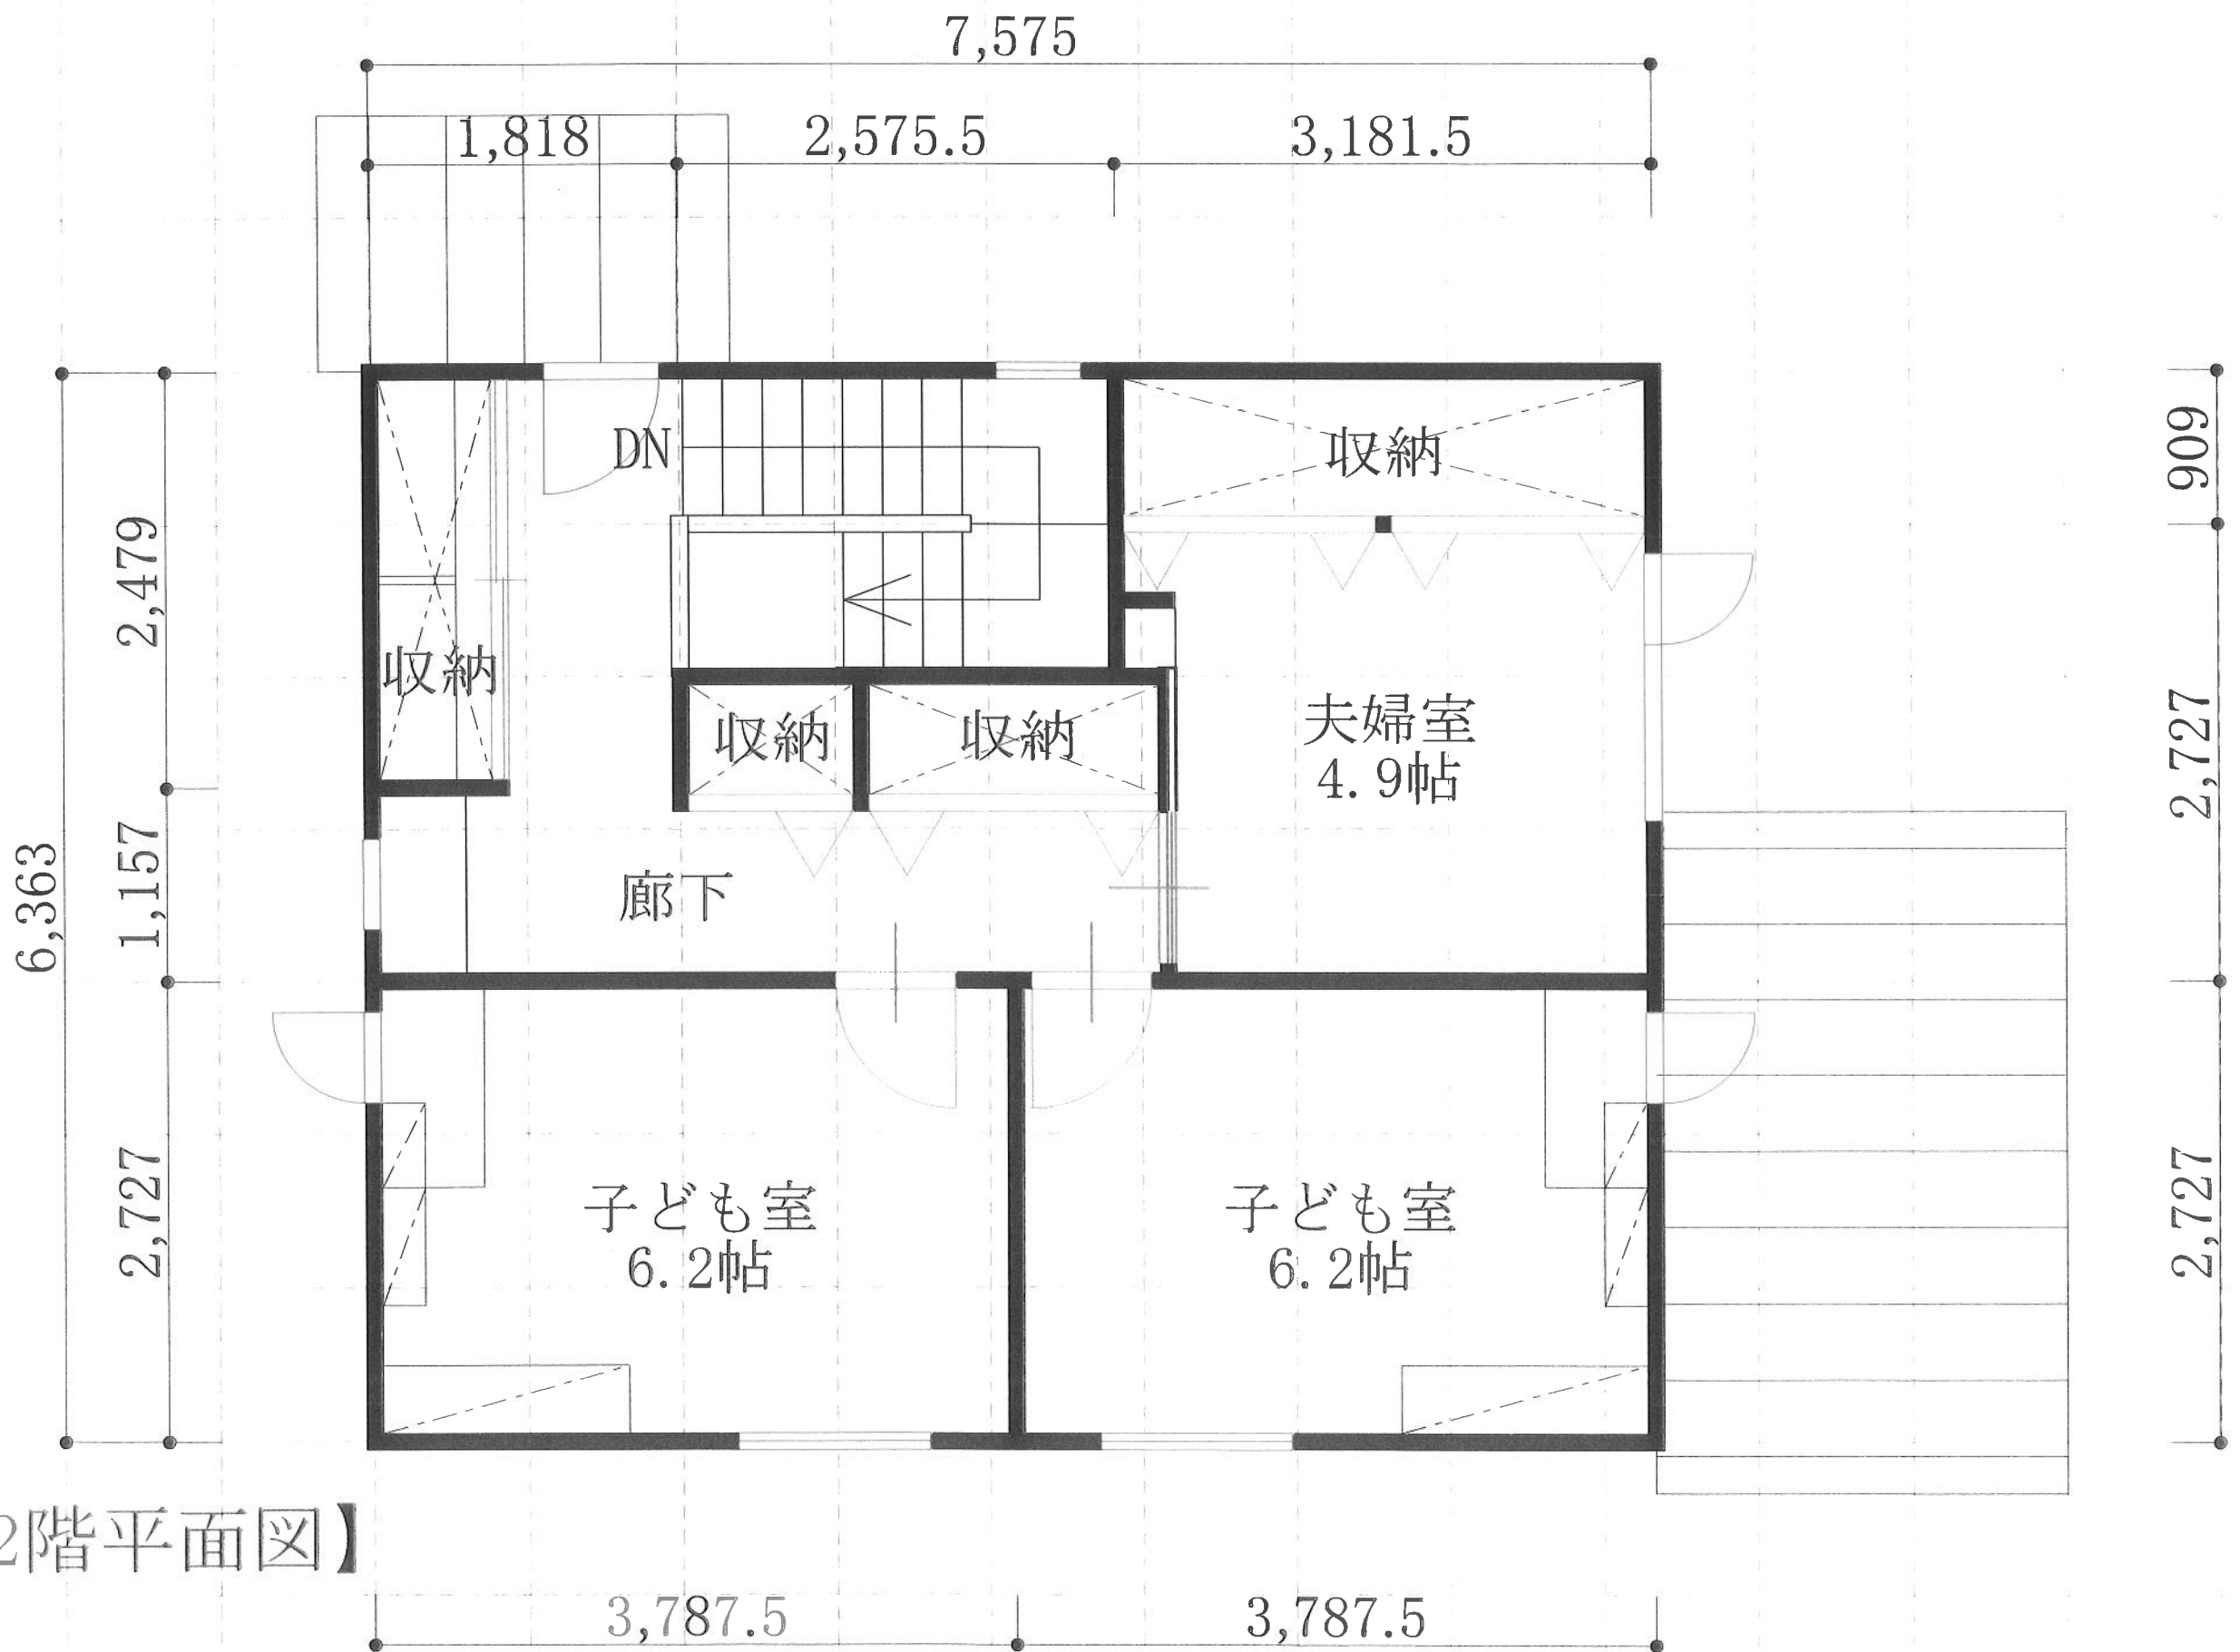 7,575
1,818
2,575.5
3,181.5
DN
収納
909
2,479
収納
収納
収納
夫婦室
4.9帖
2,727
6,363
1,157
廊下
2,727
子ども室
6.2帖
子ども室
6.2帖
2,727
2階平面図】
3,787.5
3,787.5